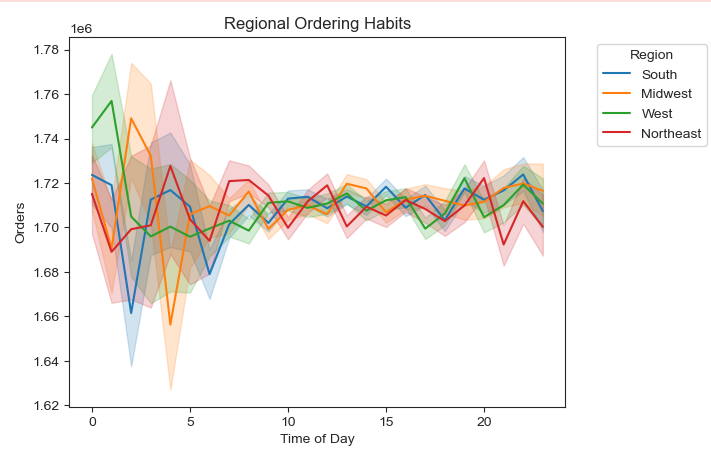 Regional Ordering Habits
1e6
1.78
1.76
1.74
1.72
1.70
1.68
1.66
1.64
1.62
Orders
0
5
10
15
20
Time of Day
Region
South
Midwest
West
Northeast